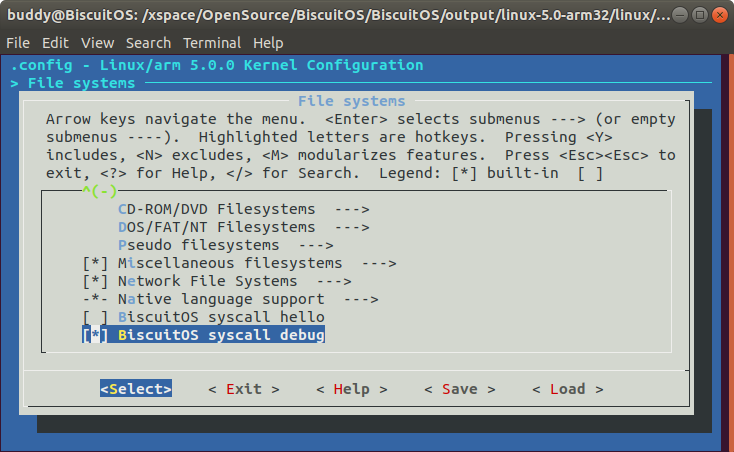 buddy@BiscuitOS: /xspace/OpenSource/BiscuitOS/BiscuitOS/output/linux-5.0-arm32/linux/...
File Edit View Search Terminal Help
.config - Linux/arm 5.0.0 Kernel Configuration
> File systems
File systems
Arrow keys navigate the menu.  <Enter> selects submenus ---> (or empty
submenus ----).  Highlighted letters are hotkeys.  Pressing <Y>
includes, <N> excludes, <M> modularizes features.  Press <Esc><Esc> to
exit, <?> for Help, </> for Search.  Legend: [*] built-in  [ ]
^(-)
CD-ROM/DVD Filesystems  --->
DOS/FAT/NT Filesystems  --->
Pseudo filesystems  --->
[*] Miscellaneous filesystems  --->
[*] Network File Systems  --->
-*- Native language support  --->
[ ] BiscuitOS syscall hello
[*] BiscuitOS syscall debug
<Select>    < Exit >    < Help >    < Save >    < Load >